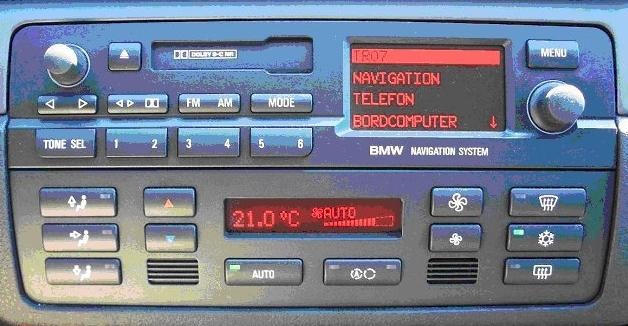 DOLBY B-C NR
TR07
MENU
NAVIGATION
TELEFON
BORDCOMPUTER ↓
FM AM
MODE
TONE SEL
1 2
3 4
5 6
BMW NAVIGATION SYSTEM
21.0 °C AUTO
AUTO
A